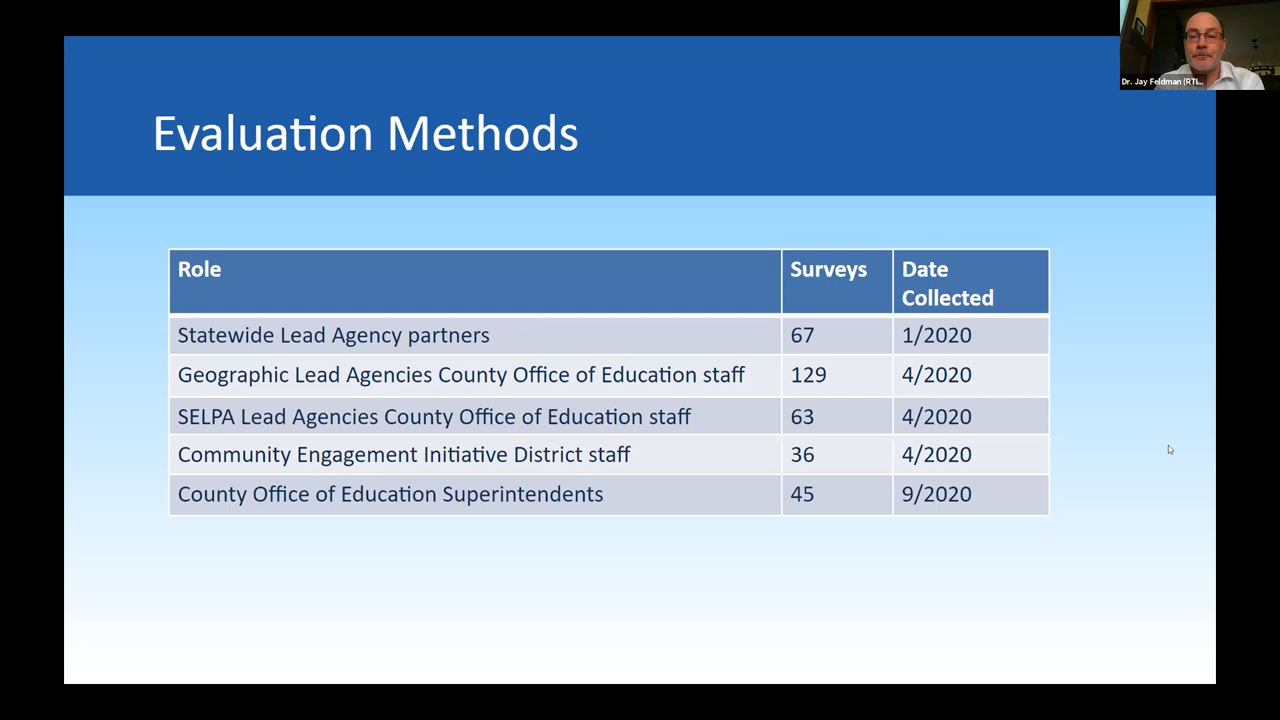 Dr. Jay Feldman (RTI...
Evaluation Methods
Role Surveys Date
Collected
Statewide Lead Agency partners 67 1/2020
Geographic Lead Agencies County Office of Education staff 129 4/2020
SELPA Lead Agencies County Office of Education staff 63 4/2020
Community Engagement Initiative District staff 36 4/2020
County Office of Education Superintendents 45 9/2020